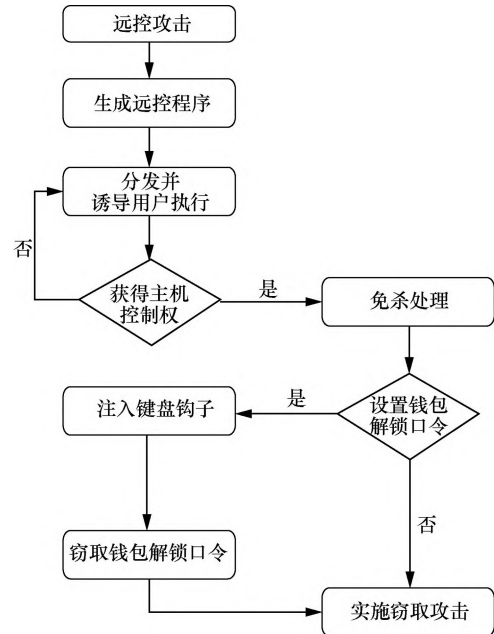 远控攻击
生成远控程序
分发并
诱导用户执行
否
获得主机
控制权
是
免杀处理
设置钱包
解锁口令
是
注入键盘钩子
否
窃取钱包解锁口令
实施窃取攻击